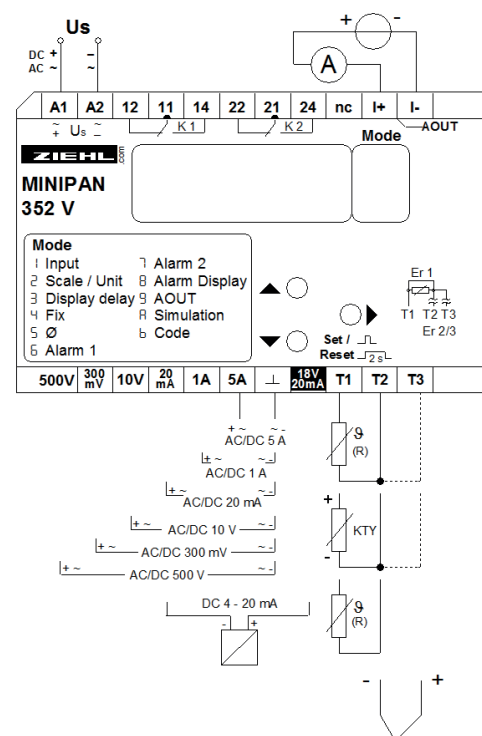 Us
DC + –
AC ~ ~
+ -
A
A1 A2 12 11 14 22 21 24 nc I+ I-
~ Us ~
+ –
K 1
K 2
AOUT
Mode
ZIEHL.com
MINIPAN
352 V
Mode
1 Input
2 Scale / Unit
3 Display delay
4 Fix
5 Ø
6 Alarm 1
7 Alarm 2
8 Alarm Display
9 AOUT
A Simulation
b Code
Set /
Reset 2 s
Er 1
T1 T2 T3
Er 2/3
500V 300 mV 10V 20 mA 1A 5A ⊥ 18V 20mA T1 T2 T3
+ ~ ~ -
AC/DC 5 A
+ ~ ~ -
AC/DC 1 A
+ ~ ~ -
AC/DC 20 mA
+ ~ AC/DC 10 V ~ -
+ ~ AC/DC 300 mV ~ -
+ ~ AC/DC 500 V ~ -
DC 4 - 20 mA
- +
ϑ
(R)
+
KTY
-
ϑ
(R)
- +